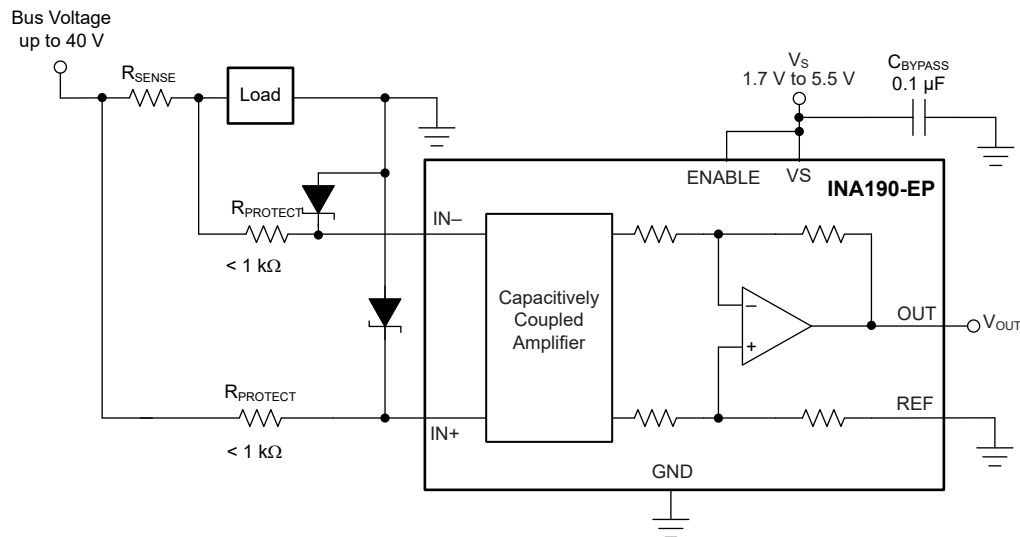 Bus Voltage
up to 40 V
RSENSE
Load
VS
1.7 V to 5.5 V
CBYPASS
0.1 µF
ENABLE
VS
INA190-EP
RPROTECT
< 1 kΩ
IN–
Capacitively
Coupled
Amplifier
–
+
OUT
VOUT
RPROTECT
< 1 kΩ
IN+
REF
GND